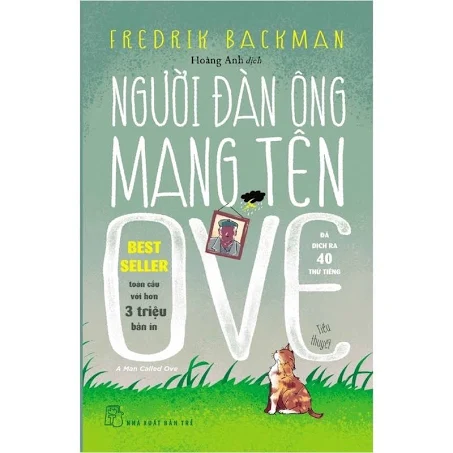 FREDRIK BACKMAN
Hoàng Anh dịch
NGƯỜI ĐÀN ÔNG
MANG TÊN
OVE
BEST
SELLER
toàn cầu
với hơn
3 triệu
bản in
ĐÃ
DỊCH RA
40
THỨ TIẾNG
Tiểu
thuyết
A Man Called Ove
NHÀ XUẤT BẢN TRẺ